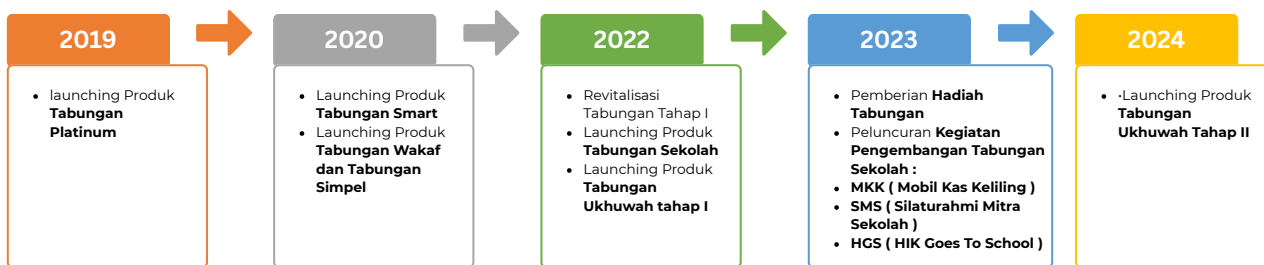 2019
• launching Produk
Tabungan
Platinum
2020
• Launching Produk
Tabungan Smart
• Launching Produk
Tabungan Wakaf
dan Tabungan
Simpel
2022
• Revitalisasi
Tabungan Tahap I
• Launching Produk
Tabungan Sekolah
• Launching Produk
Tabungan
Ukhuwah tahap I
2023
• Pemberian Hadiah
Tabungan
• Peluncuran Kegiatan
Pengembangan Tabungan
Sekolah :
• MKK ( Mobil Kas Keliling )
• SMS ( Silaturahmi Mitra
Sekolah )
• HGS ( HIK Goes To School )
2024
• ·Launching Produk
Tabungan
Ukhuwah Tahap II